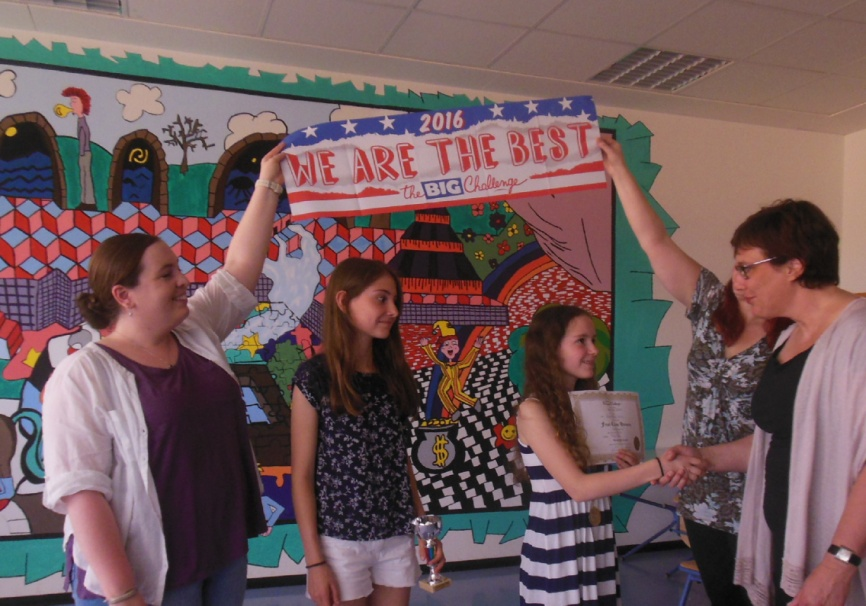 2016
WE ARE THE BEST
the BIG Challenge
$